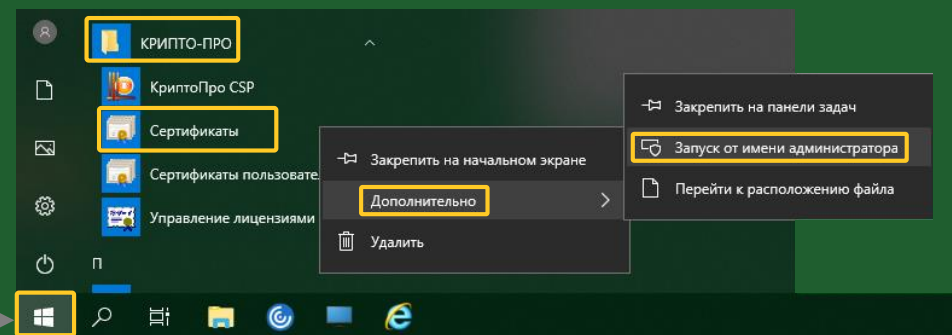 КРИПТО-ПРО
КриптоПро CSP
Сертификаты
Сертификаты пользовате
Управление лицензиями
П
Закрепить на начальном экране
Дополнительно
Удалить
Закрепить на панели задач
Запуск от имени администратора
Перейти к расположению файла